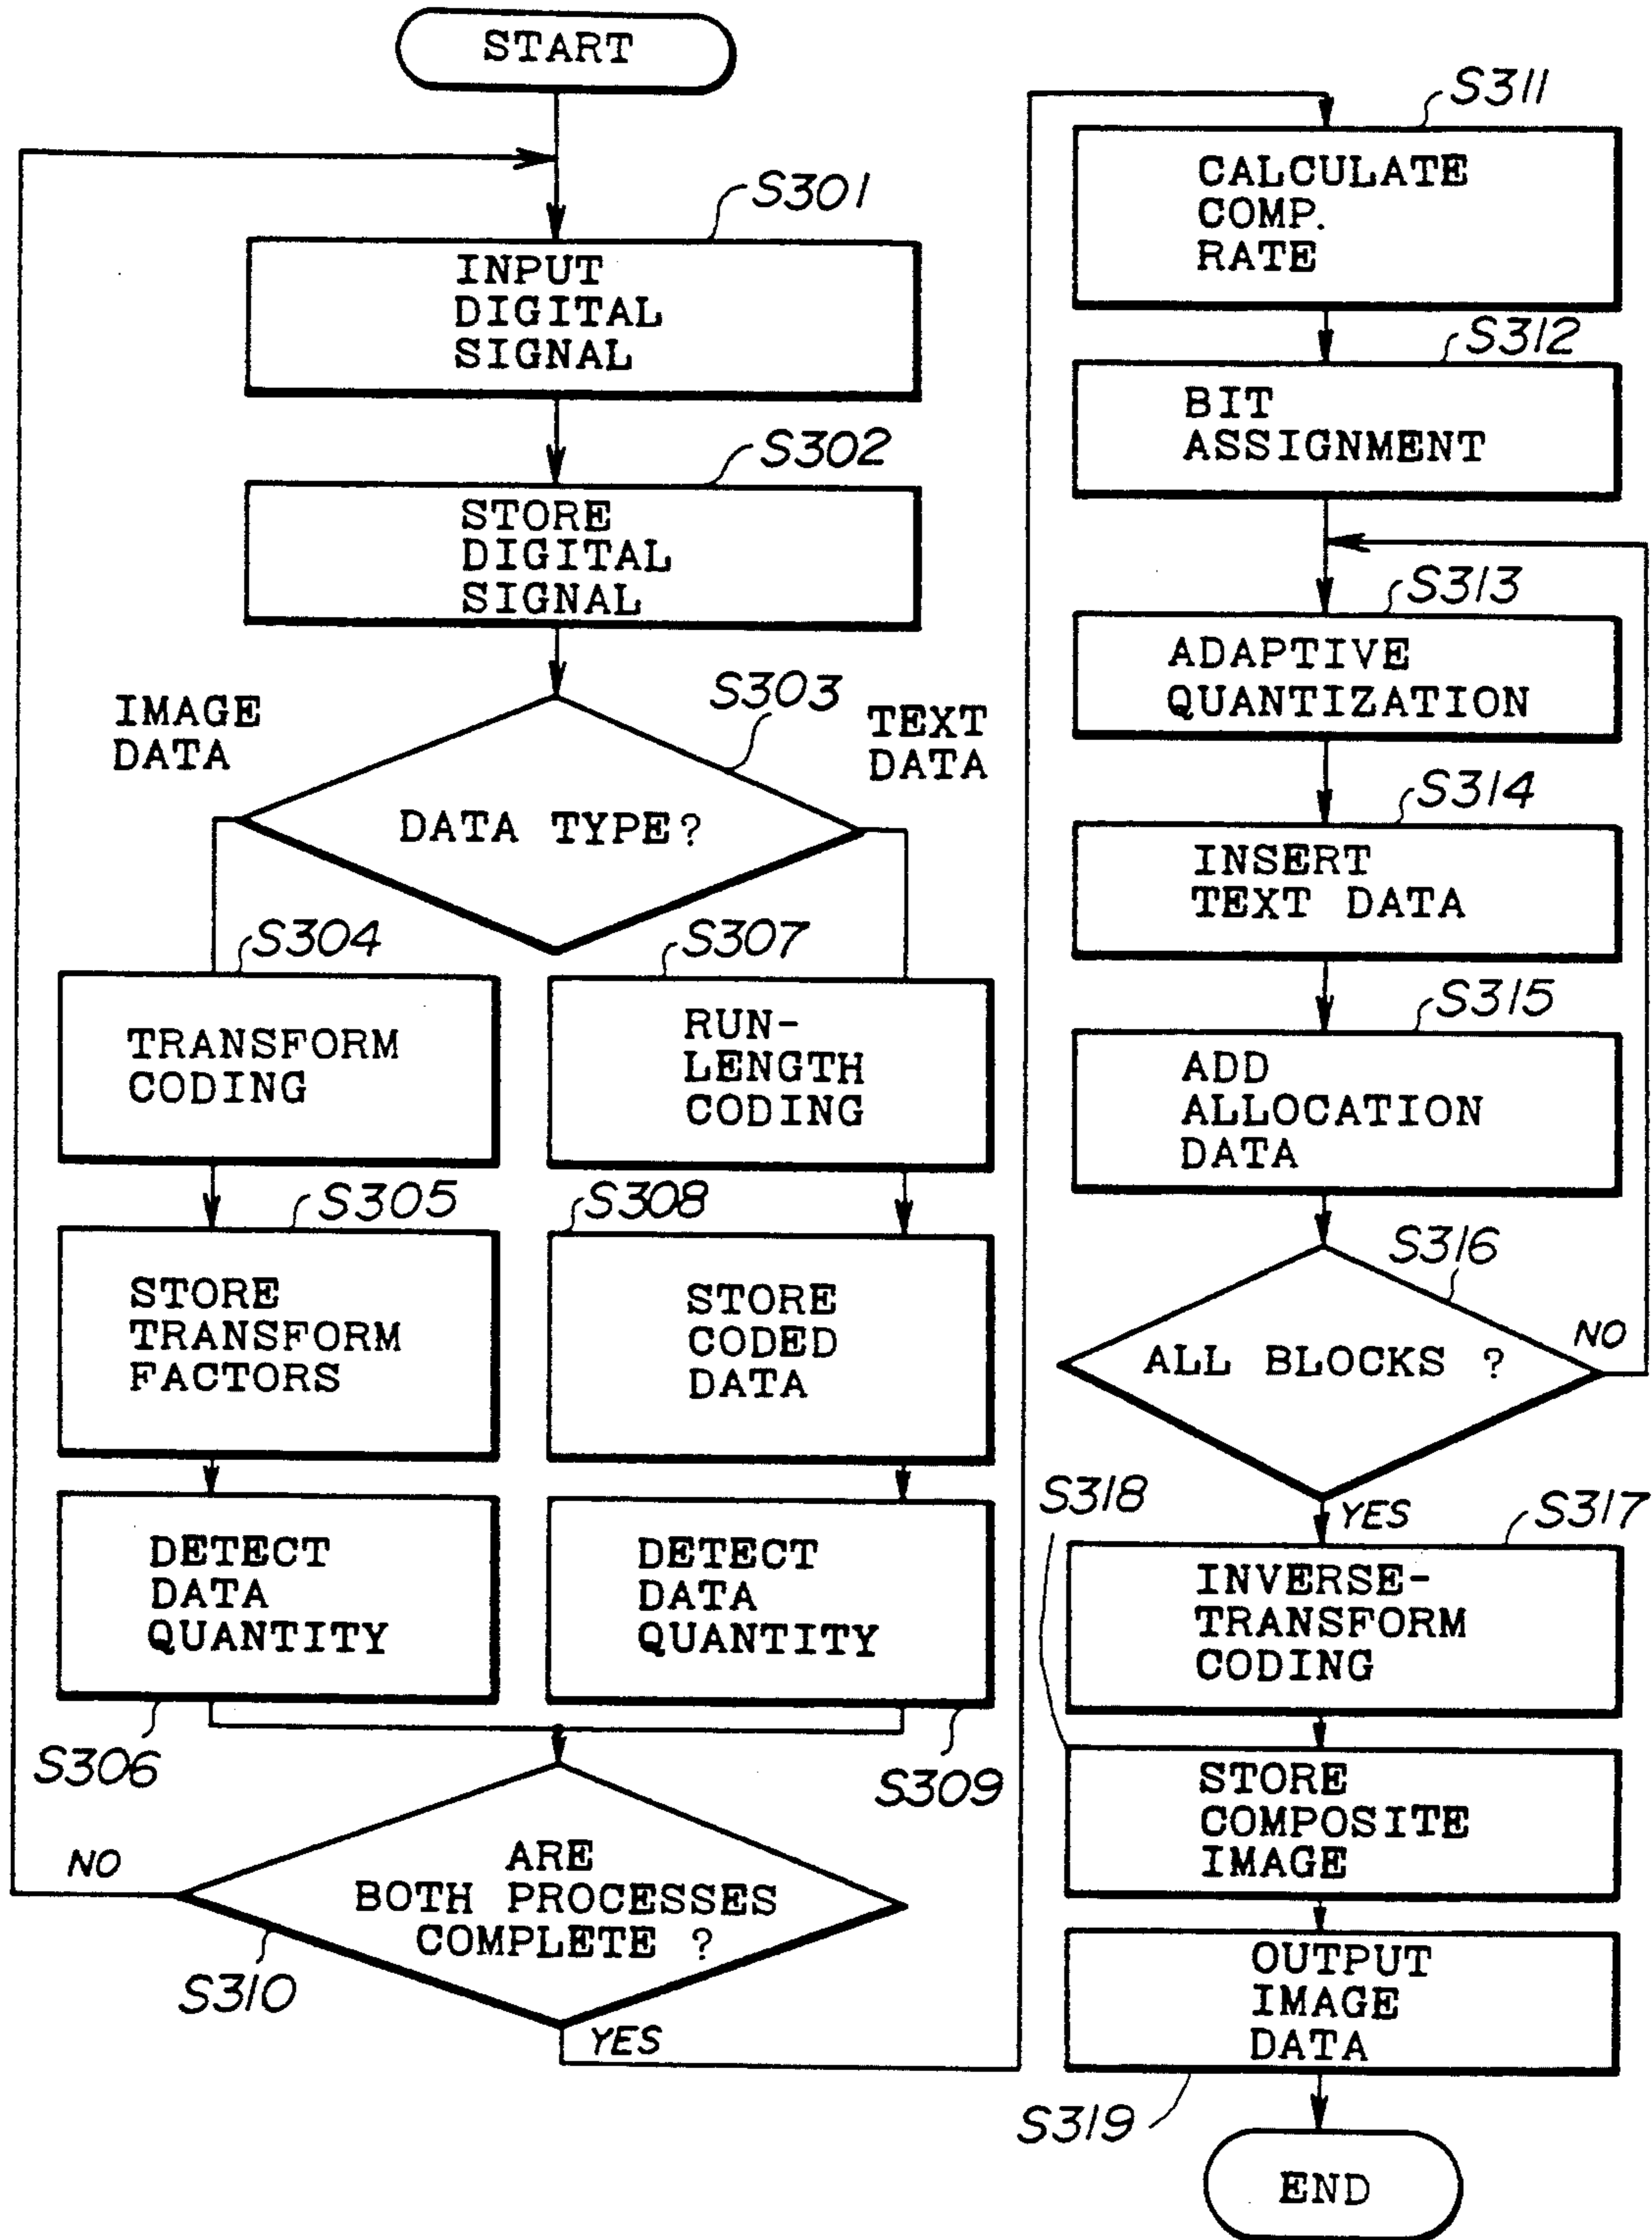 START
S301
INPUT
DIGITAL
SIGNAL
S302
STORE
DIGITAL
SIGNAL
S303
IMAGE
DATA
TEXT
DATA
DATA TYPE?
S304
TRANSFORM
CODING
S305
STORE
TRANSFORM
FACTORS
DETECT
DATA
QUANTITY
S306
S307
RUN-
LENGTH
CODING
S308
STORE
CODED
DATA
DETECT
DATA
QUANTITY
S309
NO
ARE
BOTH PROCESSES
COMPLETE ?
S310
YES
S311
CALCULATE
COMP.
RATE
S312
BIT
ASSIGNMENT
S313
ADAPTIVE
QUANTIZATION
S314
INSERT
TEXT DATA
S315
ADD
ALLOCATION
DATA
S316
ALL BLOCKS ?
NO
YES
S317
INVERSE-
TRANSFORM
CODING
S318
STORE
COMPOSITE
IMAGE
OUTPUT
IMAGE
DATA
S319
END